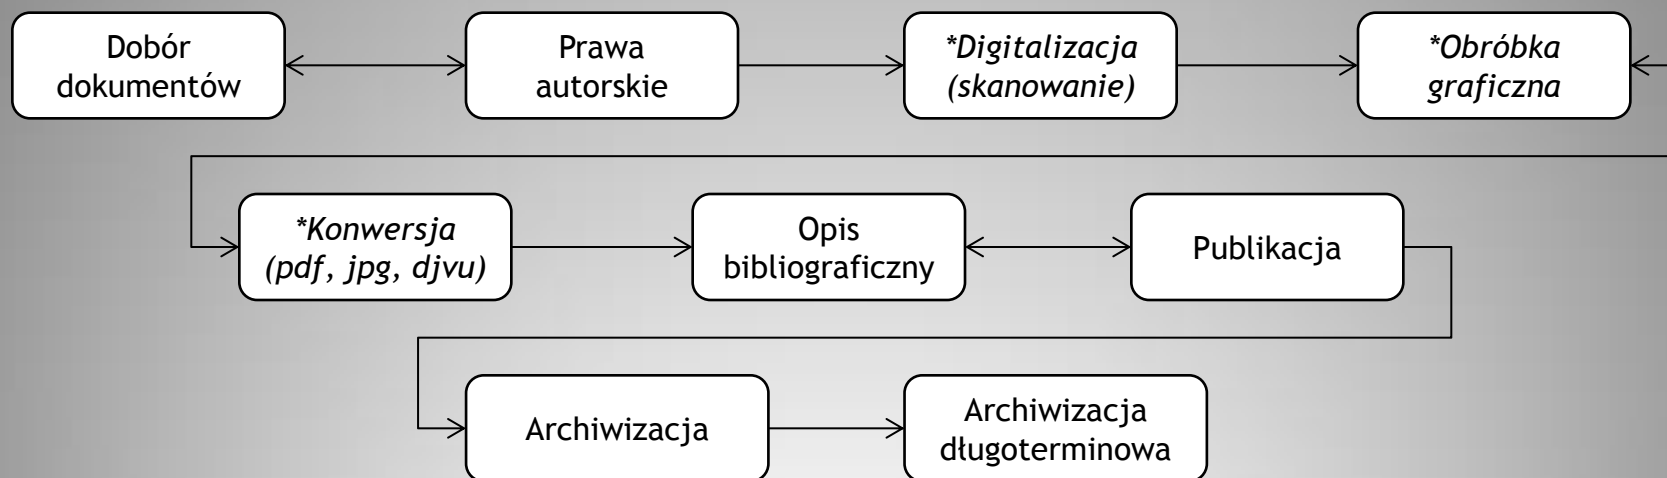 Dobór
dokumentów
Prawa
autorskie
*Digitalizacja
(skanowanie)
*Obróbka
graficzna
*Konwersja
(pdf, jpg, djvu)
Opis
bibliograficzny
Publikacja
Archiwizacja
Archiwizacja
długoterminowa